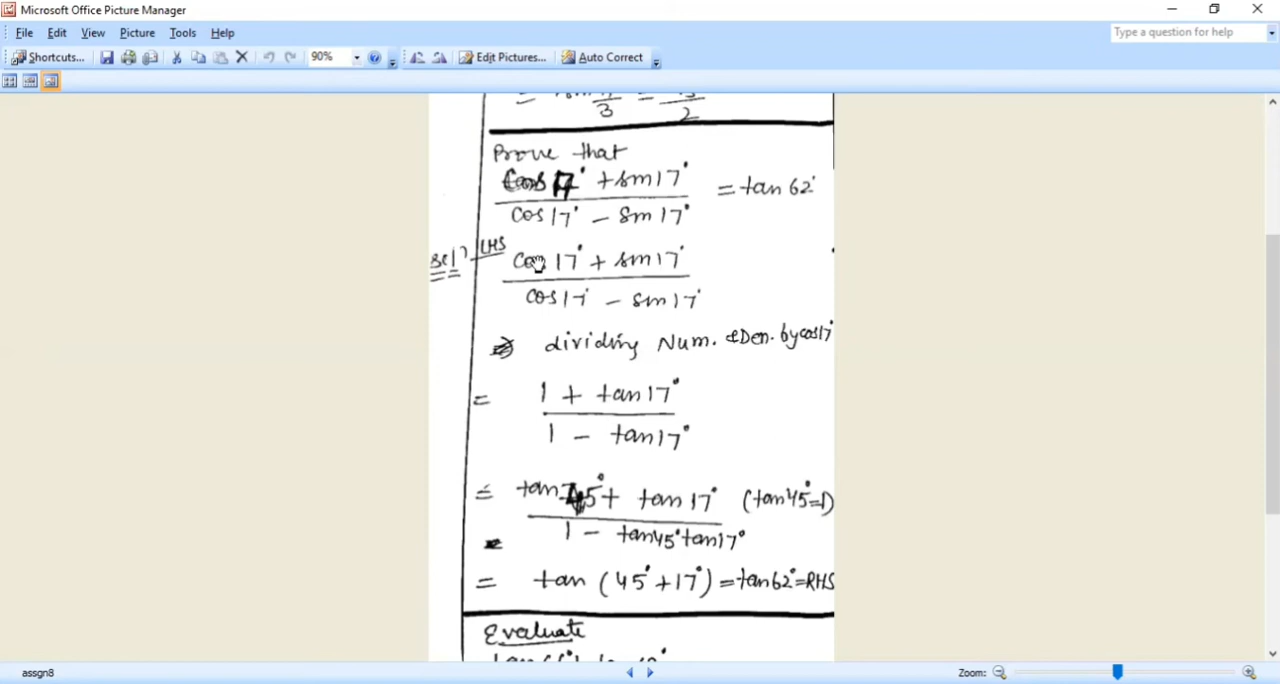 Microsoft Office Picture Manager
File Edit View Picture Tools Help
Type a question for help
Shortcuts... 90% Edit Pictures... Auto Correct
3 2
Prove that
Cos 17° + sin 17°
= tan 62°
cos 17° - sin 17°
Sol? LHS
cos 17° + sin 17°
cos 17° - sin 17°
dividing Num. & Den. by cos 17°
= 1 + tan 17°
1 - tan 17°
= tan 45° + tan 17° (tan 45° = 1)
1 - tan 45° tan 17°
= tan (45° + 17°) = tan 62° = RHS
Evaluate
assgn8
Zoom: